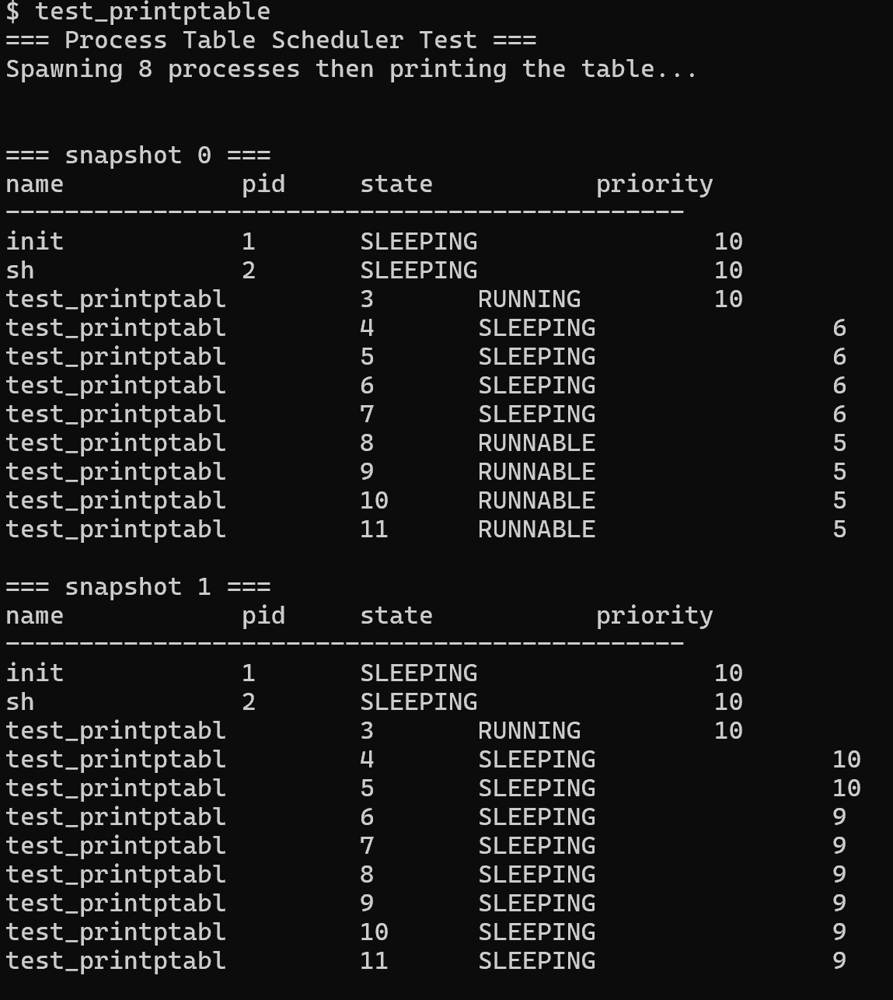 $ test_printptable
=== Process Table Scheduler Test ===
Spawning 8 processes then printing the table...
=== snapshot 0 ===
name pid state priority
----------------------------------------------
init 1 SLEEPING 10
sh 2 SLEEPING 10
test_printptabl 3 RUNNING 10
test_printptabl 4 SLEEPING 6
test_printptabl 5 SLEEPING 6
test_printptabl 6 SLEEPING 6
test_printptabl 7 SLEEPING 6
test_printptabl 8 RUNNABLE 5
test_printptabl 9 RUNNABLE 5
test_printptabl 10 RUNNABLE 5
test_printptabl 11 RUNNABLE 5
=== snapshot 1 ===
name pid state priority
----------------------------------------------
init 1 SLEEPING 10
sh 2 SLEEPING 10
test_printptabl 3 RUNNING 10
test_printptabl 4 SLEEPING 10
test_printptabl 5 SLEEPING 10
test_printptabl 6 SLEEPING 9
test_printptabl 7 SLEEPING 9
test_printptabl 8 SLEEPING 9
test_printptabl 9 SLEEPING 9
test_printptabl 10 SLEEPING 9
test_printptabl 11 SLEEPING 9